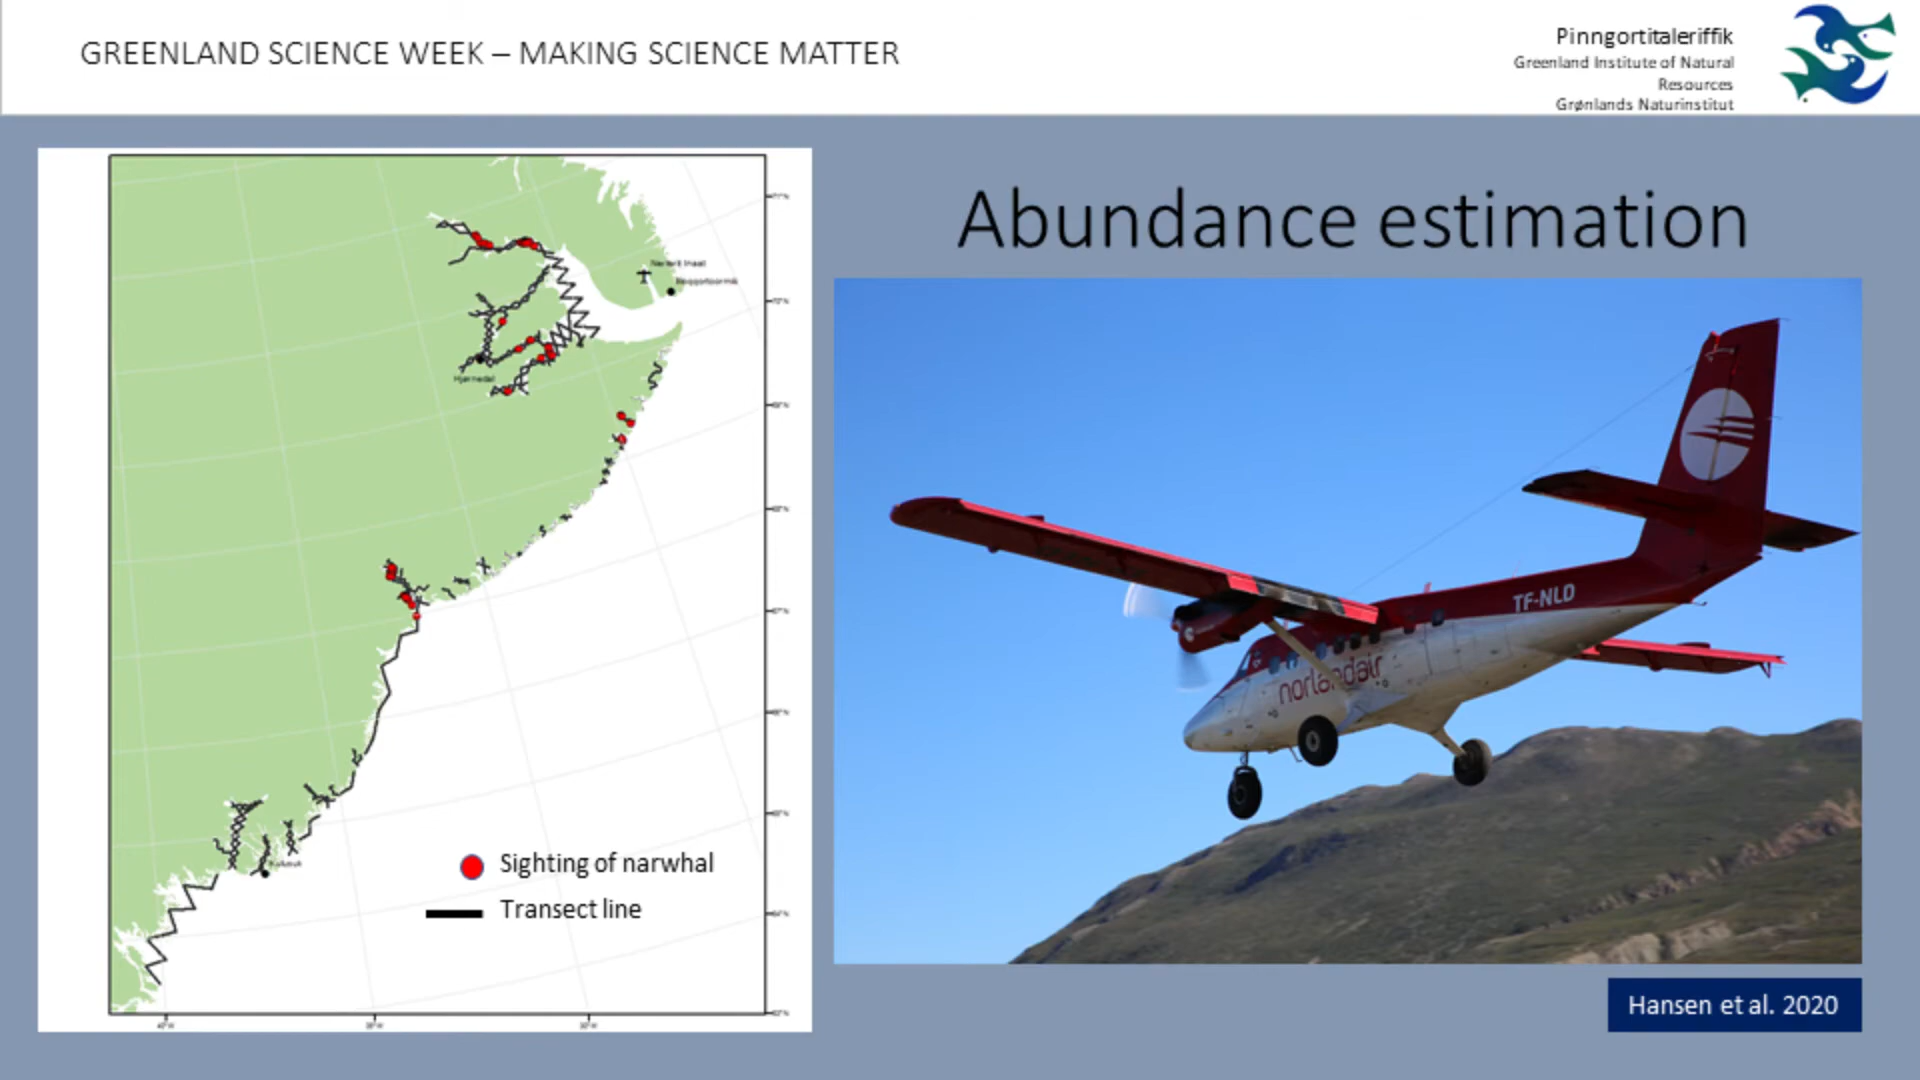 GREENLAND SCIENCE WEEK – MAKING SCIENCE MATTER
Pinngortitaleriffik
Greenland Institute of Natural
Resources
Grønlands Naturinstitut
Abundance estimation
Hjørnedal
Sighting of narwhal
Transect line
TF-NLD
norlandair
Hansen et al. 2020